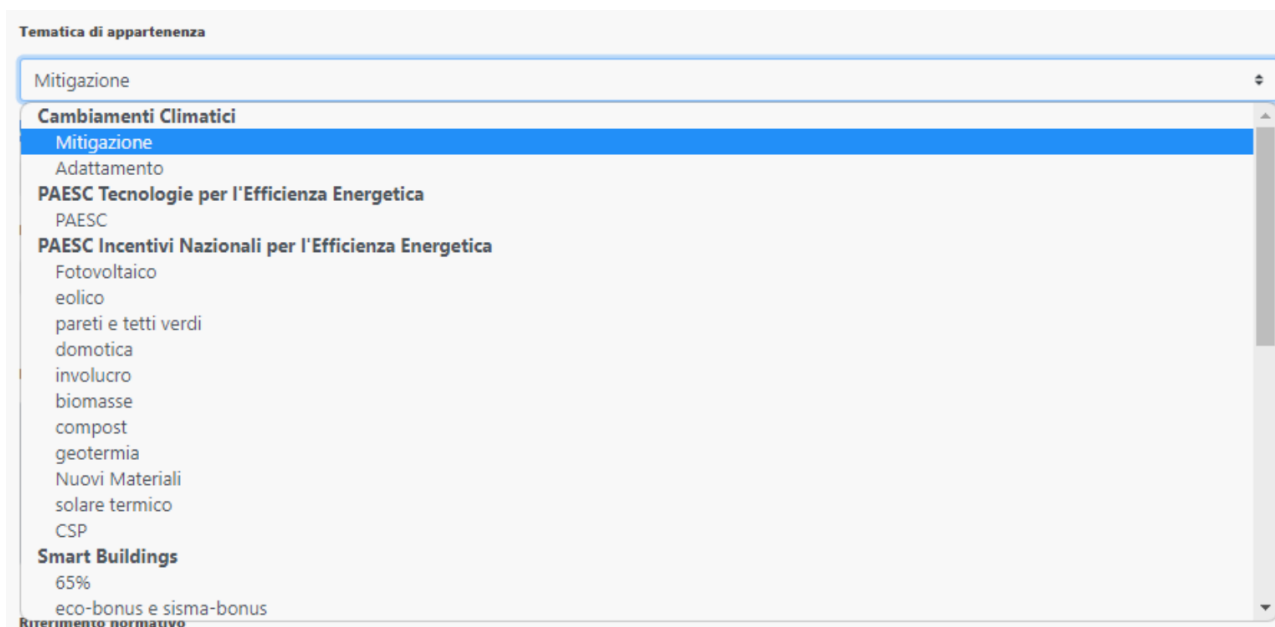 Tematica di appartenenza
Mitigazione
Cambiamenti Climatici
Mitigazione
Adattamento
PAESC Tecnologie per l'Efficienza Energetica
PAESC
PAESC Incentivi Nazionali per l'Efficienza Energetica
Fotovoltaico
eolico
pareti e tetti verdi
domotica
involucro
biomasse
compost
geotermia
Nuovi Materiali
solare termico
CSP
Smart Buildings
65%
eco-bonus e sisma-bonus
Riferimento normativo